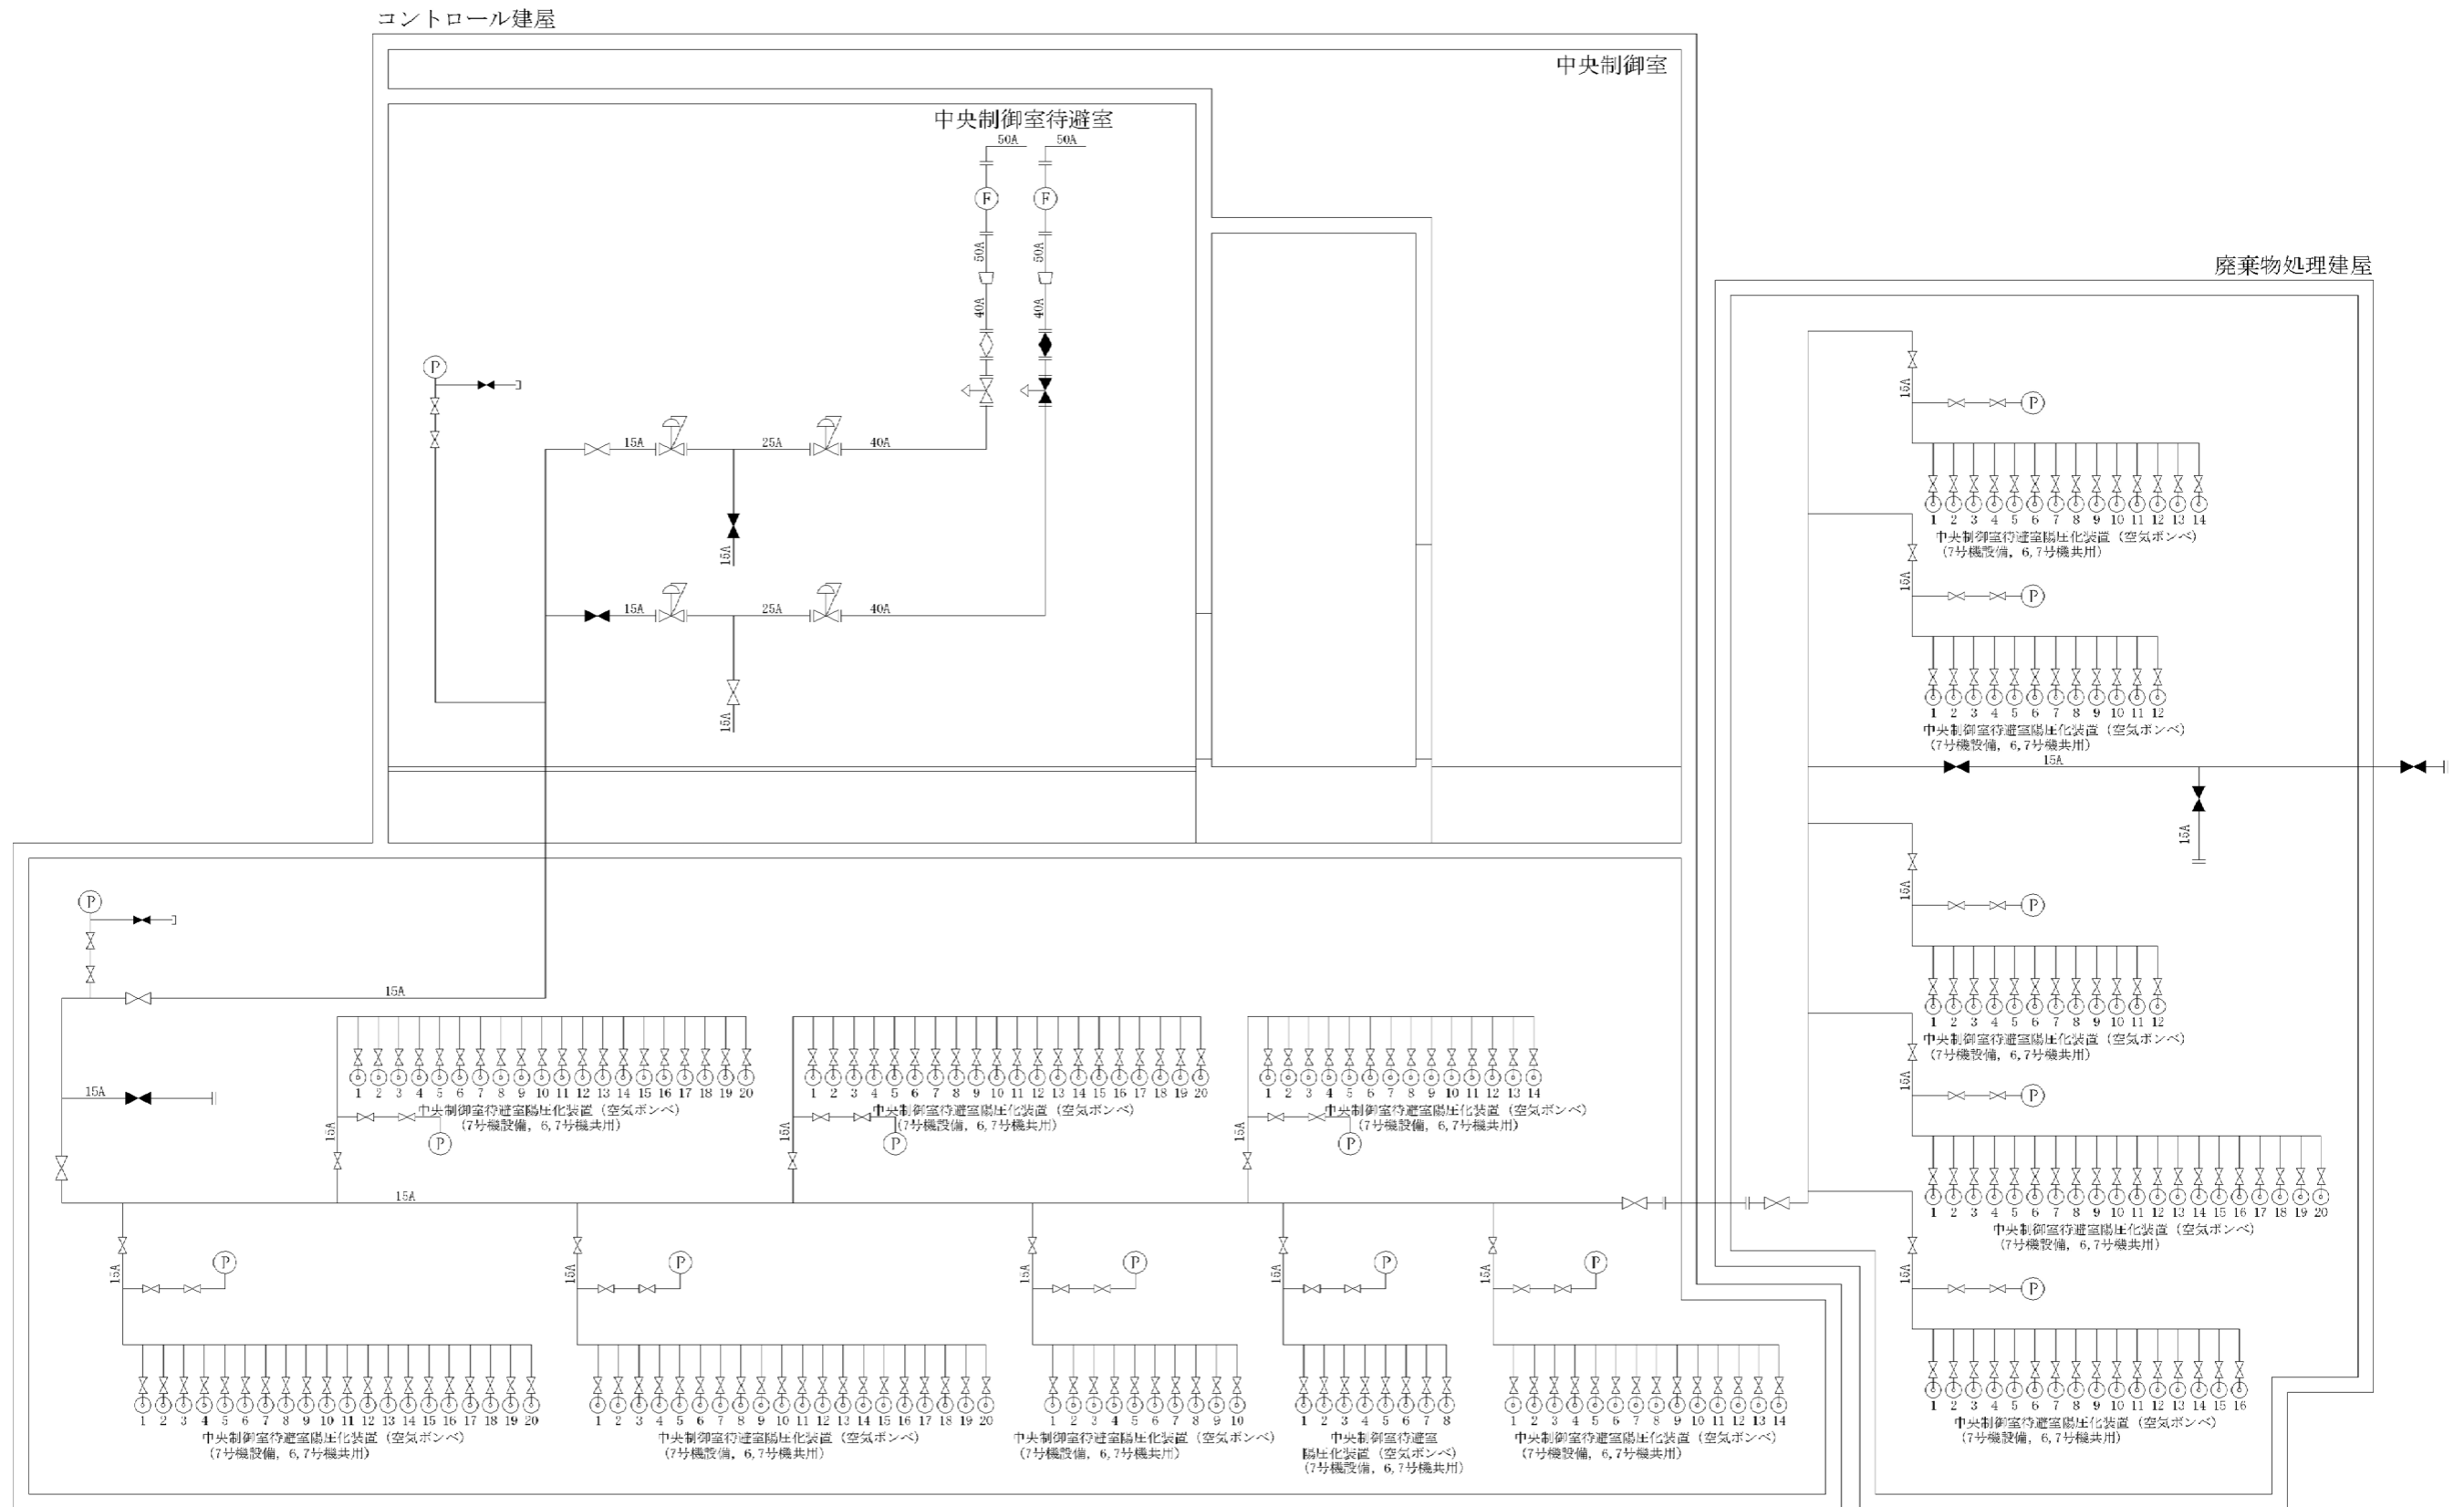 コントロール建屋
中央制御室
中央制御室待避室
50A 50A
F F
50A 50A
40A 40A
P
15A 25A 40A
15A
15A 25A 40A
15A
廃棄物処理建屋
15A
P
1 2 3 4 5 6 7 8 9 10 11 12 13 14
中央制御室待避室陽圧化装置（空気ボンベ）
（7号機設備, 6,7号機共用）
15A
P
1 2 3 4 5 6 7 8 9 10 11 12
中央制御室待避室陽圧化装置（空気ボンベ）
（7号機設備, 6,7号機共用）
15A
15A
15A
P
1 2 3 4 5 6 7 8 9 10 11 12
中央制御室待避室陽圧化装置（空気ボンベ）
（7号機設備, 6,7号機共用）
15A
P
1 2 3 4 5 6 7 8 9 10 11 12 13 14 15 16 17 18 19 20
中央制御室待避室陽圧化装置（空気ボンベ）
（7号機設備, 6,7号機共用）
15A
P
1 2 3 4 5 6 7 8 9 10 11 12 13 14 15 16
中央制御室待避室陽圧化装置（空気ボンベ）
（7号機設備, 6,7号機共用）
P
15A
15A
1 2 3 4 5 6 7 8 9 10 11 12 13 14 15 16 17 18 19 20
中央制御室待避室陽圧化装置（空気ボンベ）
（7号機設備, 6,7号機共用）
15A
P
1 2 3 4 5 6 7 8 9 10 11 12 13 14 15 16 17 18 19 20
中央制御室待避室陽圧化装置（空気ボンベ）
（7号機設備, 6,7号機共用）
15A
P
1 2 3 4 5 6 7 8 9 10 11 12 13 14
中央制御室待避室陽圧化装置（空気ボンベ）
（7号機設備, 6,7号機共用）
15A
P
15A
15A
P
1 2 3 4 5 6 7 8 9 10 11 12 13 14 15 16 17 18 19 20
中央制御室待避室陽圧化装置（空気ボンベ）
（7号機設備, 6,7号機共用）
15A
P
1 2 3 4 5 6 7 8 9 10 11 12 13 14 15 16 17 18 19 20
中央制御室待避室陽圧化装置（空気ボンベ）
（7号機設備, 6,7号機共用）
15A
P
1 2 3 4 5 6 7 8 9 10
中央制御室待避室陽圧化装置（空気ボンベ）
（7号機設備, 6,7号機共用）
15A
P
1 2 3 4 5 6 7 8
中央制御室待避室
陽圧化装置（空気ボンベ）
（7号機設備, 6,7号機共用）
15A
P
1 2 3 4 5 6 7 8 9 10 11 12 13 14
中央制御室待避室陽圧化装置（空気ボンベ）
（7号機設備, 6,7号機共用）